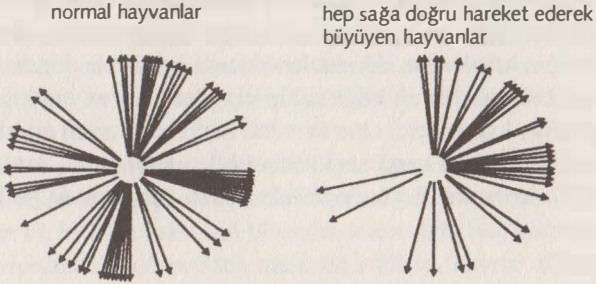 normal hayvanlar
hep sağa doğru hareket ederek
büyüyen hayvanlar